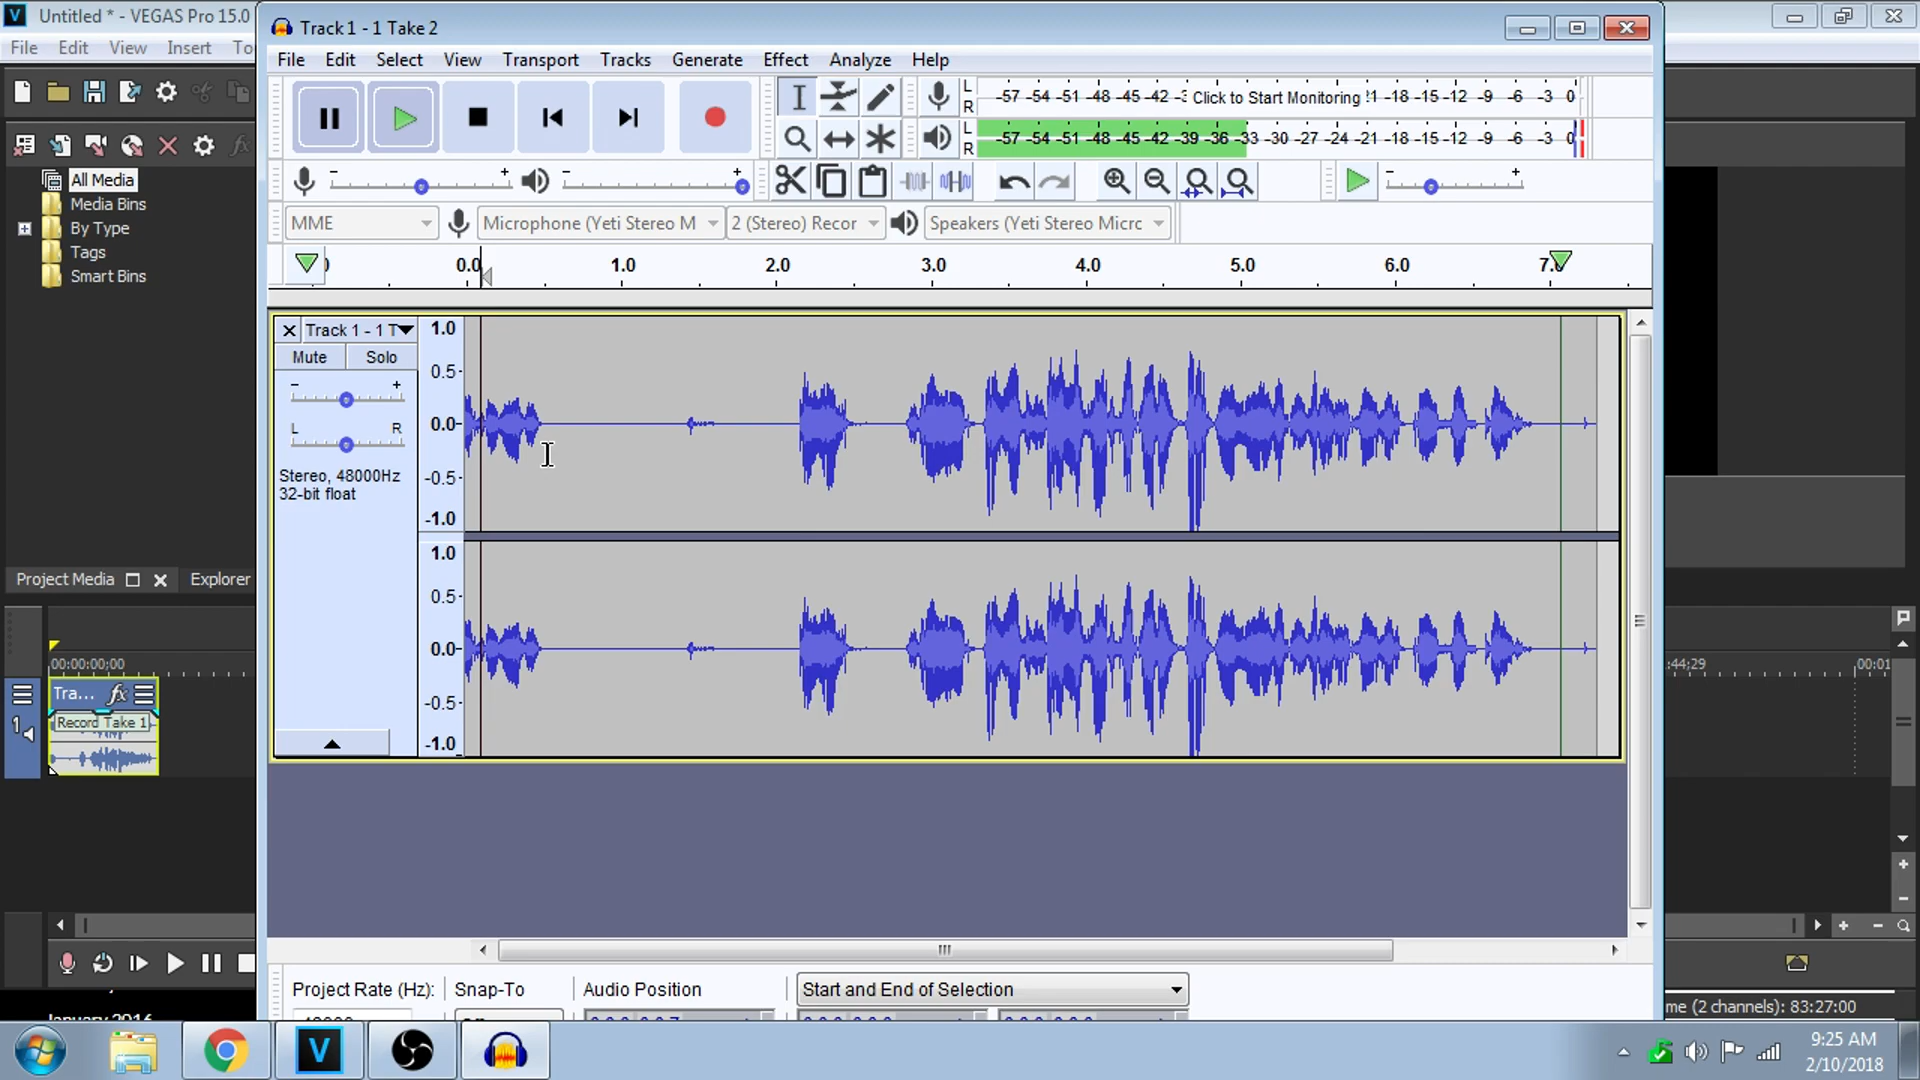 Untitled * - VEGAS Pro 15.0
File Edit View Insert To
Track 1 - 1 Take 2
File Edit Select View Transport Tracks Generate Effect Analyze Help
L
R
-57 -54 -51 -48 -45 -42 Click to Start Monitoring -18 -15 -12 -9 -6 -3 0
L
R
-57 -54 -51 -48 -45 -42 -39 -36 -33 -30 -27 -24 -21 -18 -15 -12 -9 -6 -3 0
MME Microphone (Yeti Stereo M 2 (Stereo) Recor Speakers (Yeti Stereo Micrc
0.0 1.0 2.0 3.0 4.0 5.0 6.0 7.0
All Media
Media Bins
By Type
Tags
Smart Bins
Track 1 - 1 T
Mute Solo
- +
L R
Stereo, 48000Hz
32-bit float
1.0
0.5
0.0
-0.5
-1.0
1.0
0.5
0.0
-0.5
-1.0
Project Media Explorer
00:00:00;00
:44;29 00:01
Tra...
fx
Record Take 1
1
Project Rate (Hz): Snap-To Audio Position Start and End of Selection
me (2 channels): 83:27:00
January 2016
9:25 AM
2/10/2018